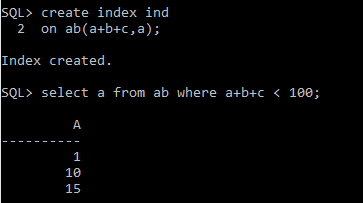 SQL> create index ind
  2  on ab(a+b+c,a);
Index created.
SQL> select a from ab where a+b+c < 100;
         A
----------
         1
        10
        15